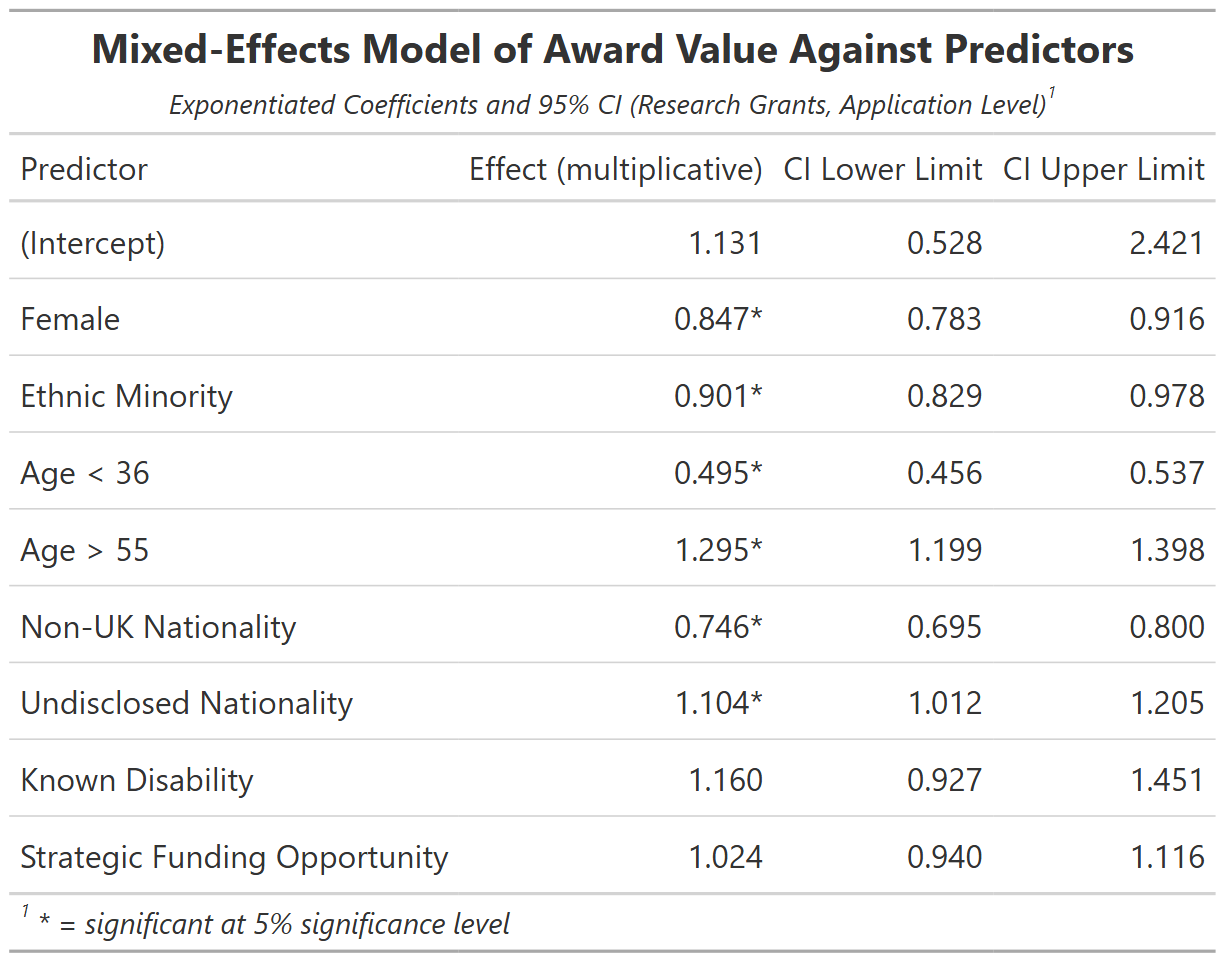 Mixed-Effects Model of Award Value Against Predictors
Exponentiated Coefficients and 95% CI (Research Grants, Application Level)1
Predictor Effect (multiplicative) CI Lower Limit CI Upper Limit
(Intercept) 1.131 0.528 2.421
Female 0.847* 0.783 0.916
Ethnic Minority 0.901* 0.829 0.978
Age < 36 0.495* 0.456 0.537
Age > 55 1.295* 1.199 1.398
Non-UK Nationality 0.746* 0.695 0.800
Undisclosed Nationality 1.104* 1.012 1.205
Known Disability 1.160 0.927 1.451
Strategic Funding Opportunity 1.024 0.940 1.116
1 * = significant at 5% significance level